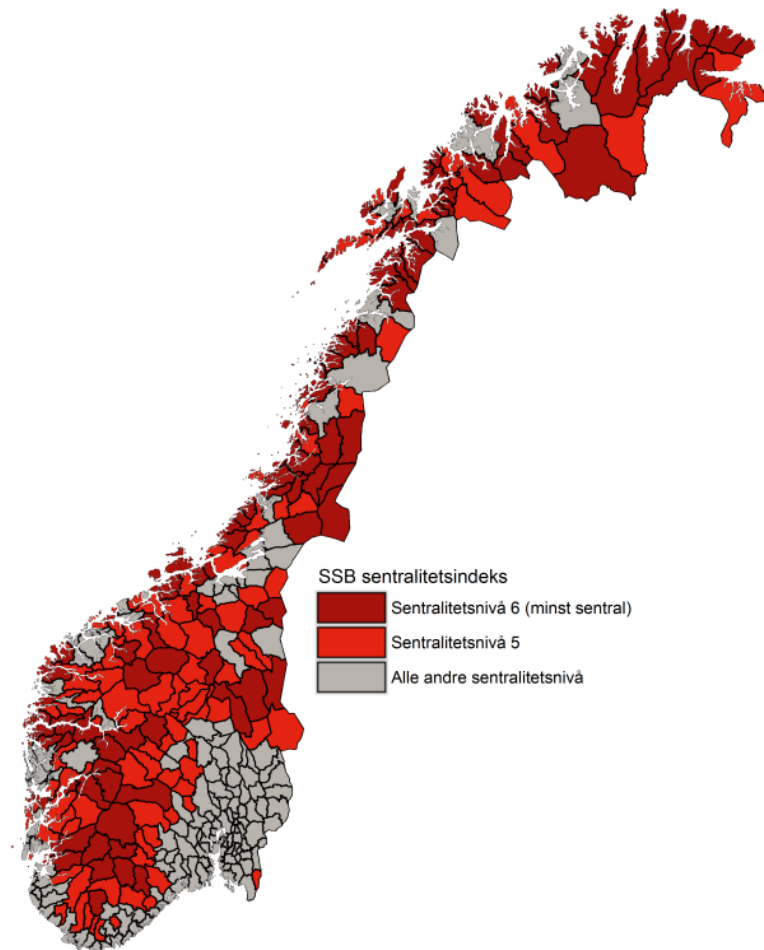 SSB sentralitetsindeks
Sentralitetsnivå 6 (minst sentral)
Sentralitetsnivå 5
Alle andre sentralitetsnivå